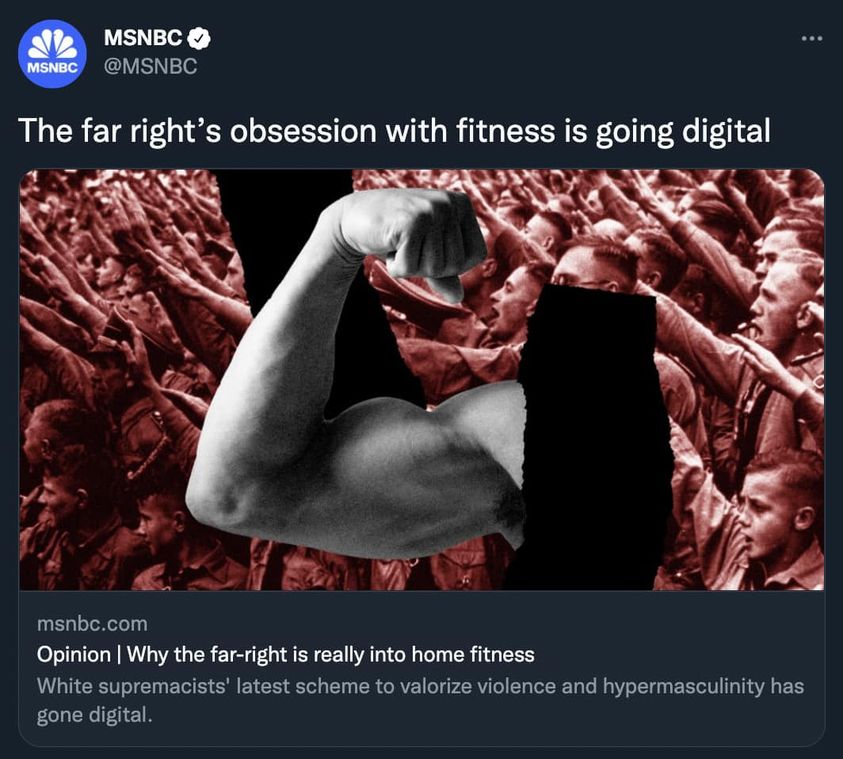 MSNBC
@MSNBC
MSNBC
The far right’s obsession with fitness is going digital
msnbc.com
Opinion | Why the far-right is really into home fitness
White supremacists' latest scheme to valorize violence and hypermasculinity has
gone digital.